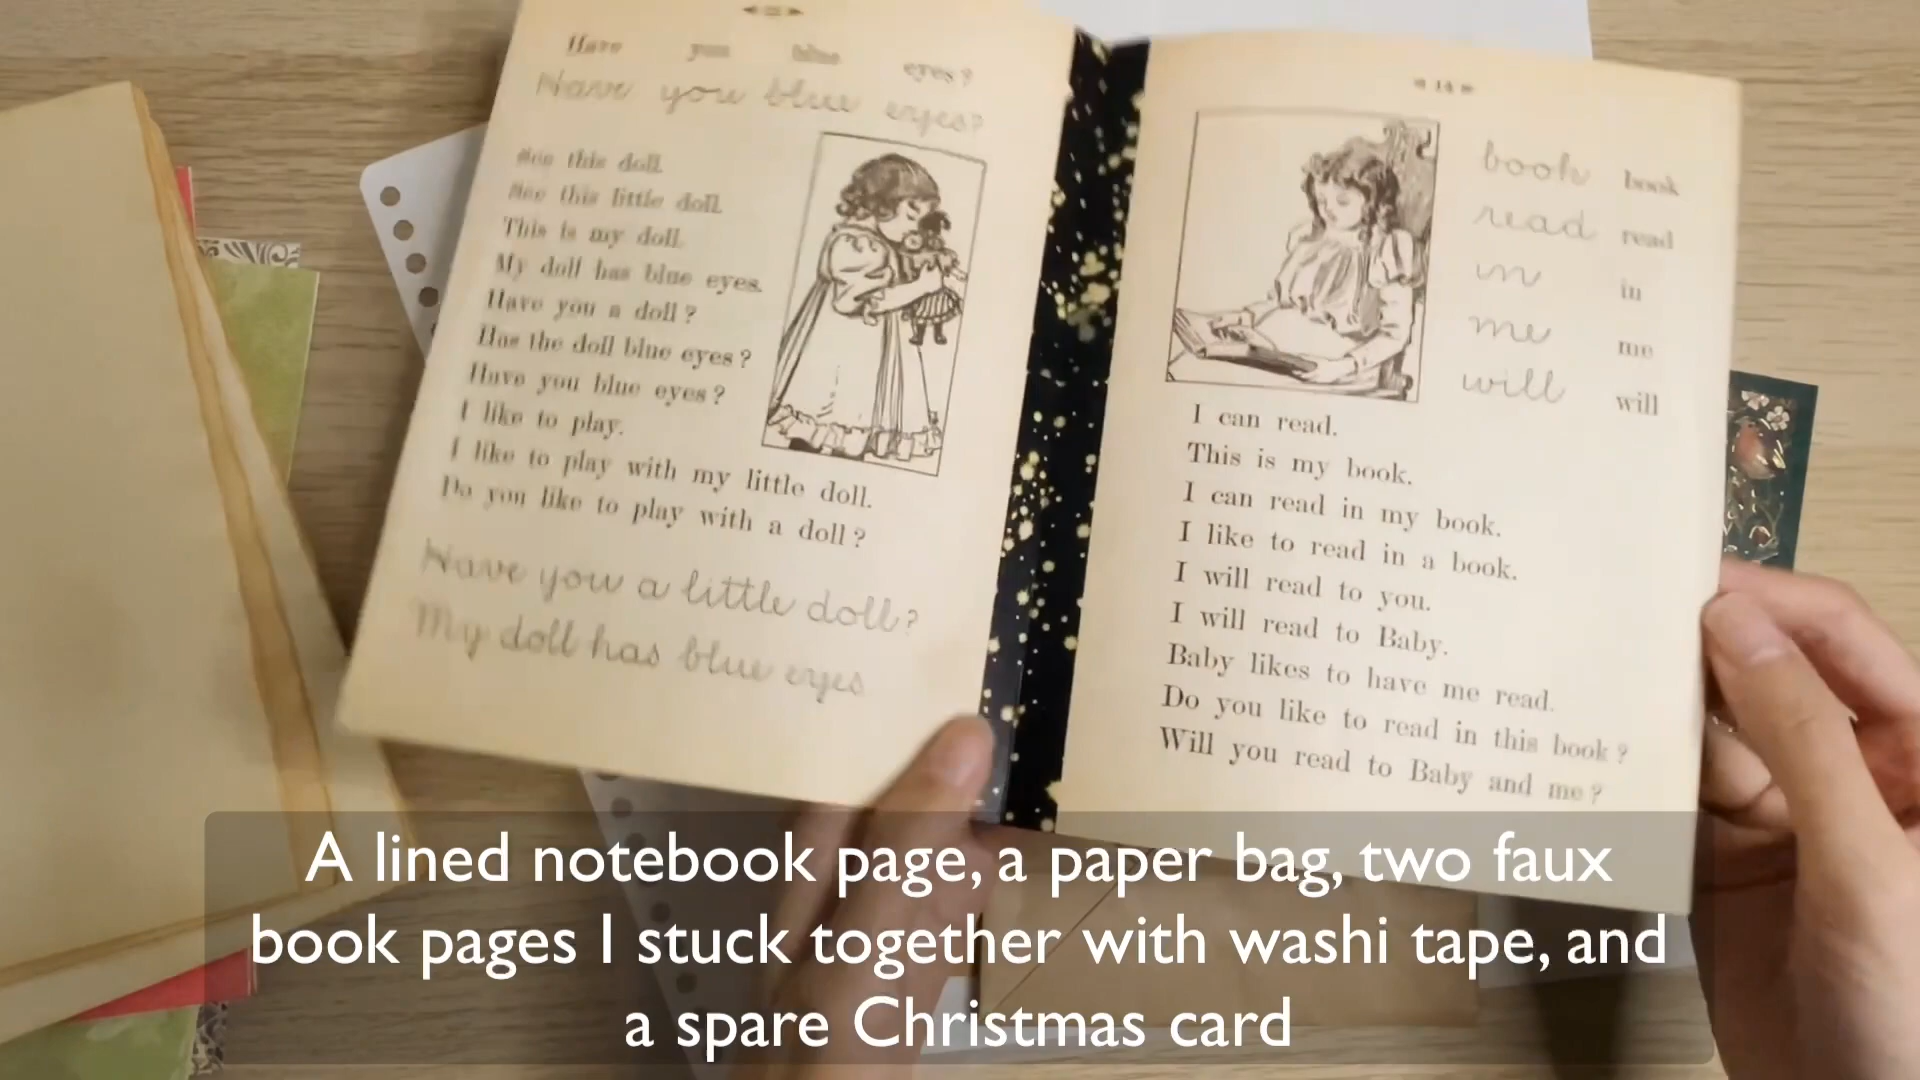 Have you blue eyes?
Have you blue eyes?
See this doll.
See this little doll.
This is my doll.
My doll has blue eyes.
Have you a doll?
Has the doll blue eyes?
Have you blue eyes?
I like to play.
I like to play with my little doll.
Do you like to play with a doll?
Have you a little doll?
My doll has blue eyes
14
book book
read read
in in
me me
will will
I can read.
This is my book.
I can read in my book.
I like to read in a book.
I will read to you.
I will read to Baby.
Baby likes to have me read.
Do you like to read in this book?
Will you read to Baby and me?
A lined notebook page, a paper bag, two faux
book pages I stuck together with washi tape, and
a spare Christmas card